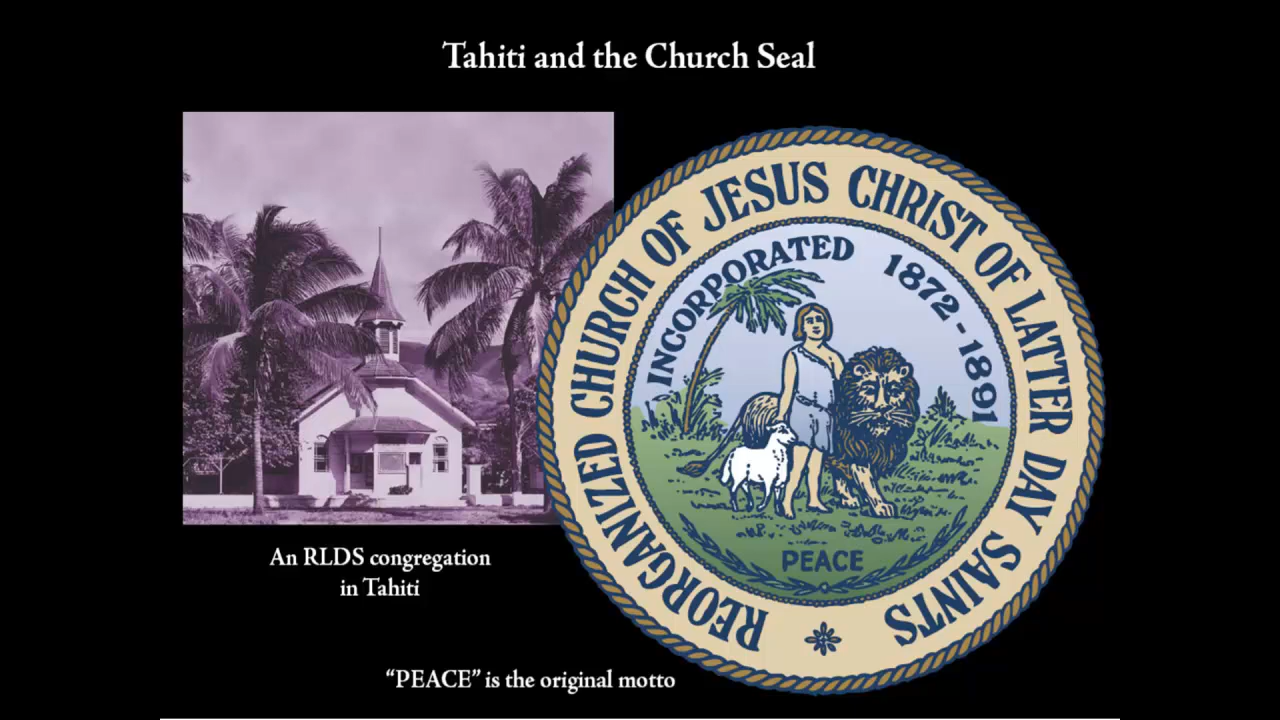 Tahiti and the Church Seal
REORGANIZED CHURCH OF JESUS CHRIST OF LATTER DAY SAINTS
INCORPORATED 1872-1891
PEACE
An RLDS congregation
in Tahiti
“PEACE” is the original motto